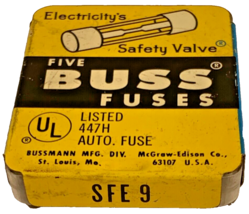 Electricity's
Safety Valve®
FIVE
BUSS®
FUSES
UL® LISTED
447H
AUTO. FUSE
BUSSMANN MFG. DIV. McGraw-Edison Co.,
St. Louis, Mo. 63107 U.S.A.
SFE 9